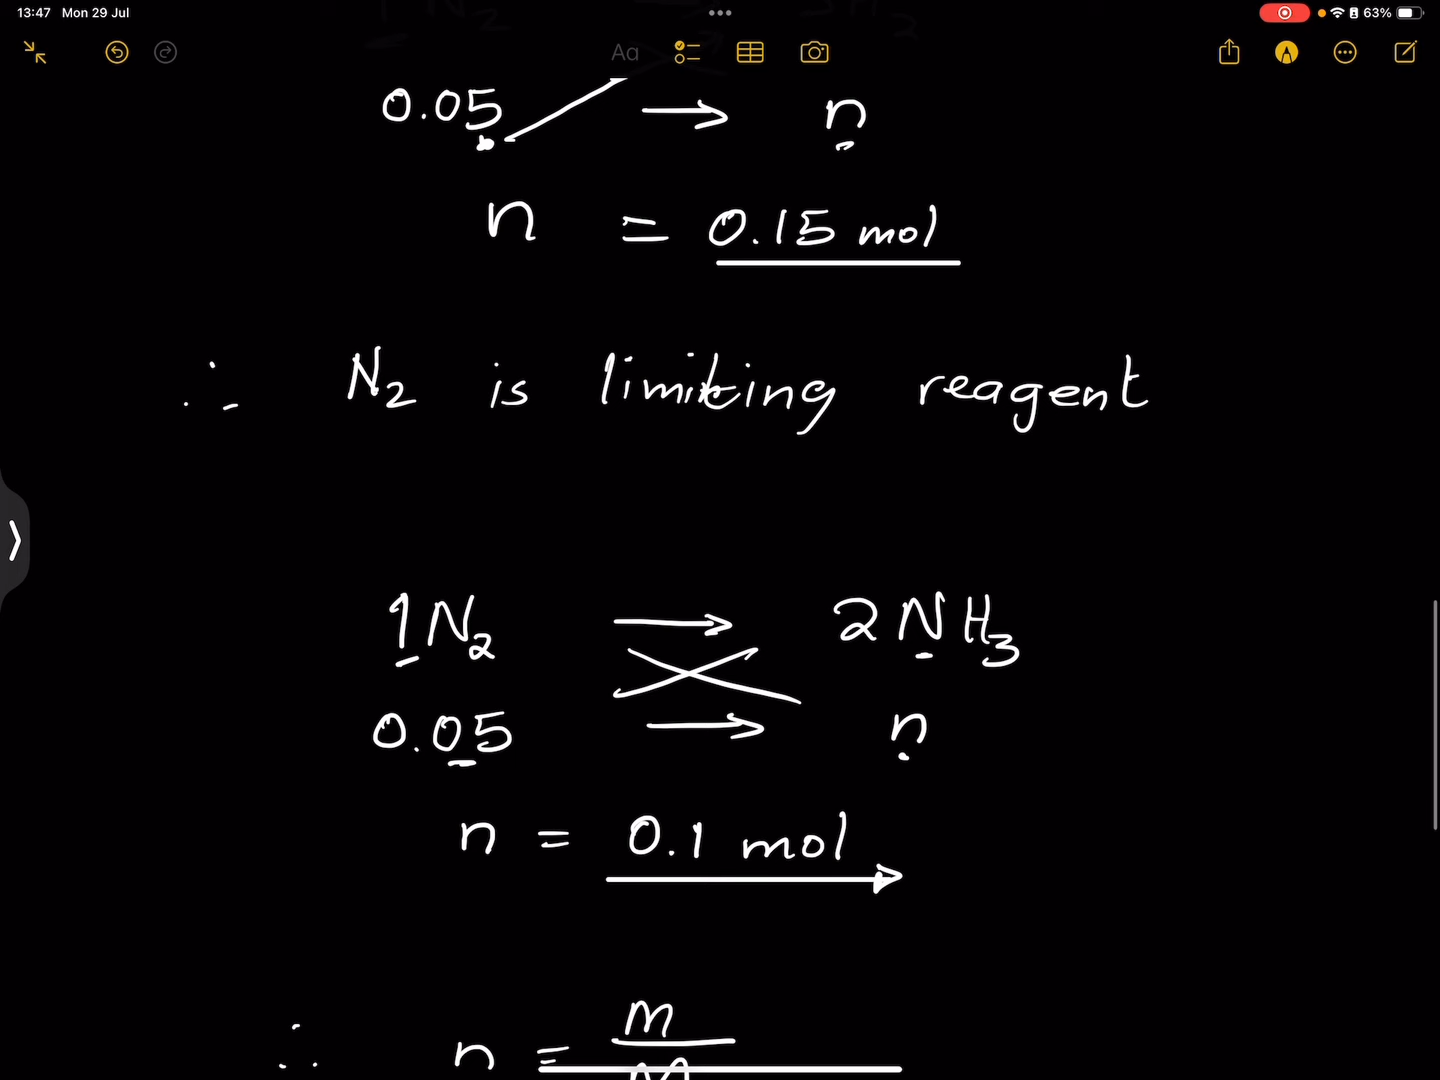 13:47 Mon 29 Jul 63%
Aa
0.05 → n
n = 0.15 mol
∴ N₂ is limiting reagent
1N₂ → 2NH₃
0.05 → n
n = 0.1 mol
∴ n = m
M